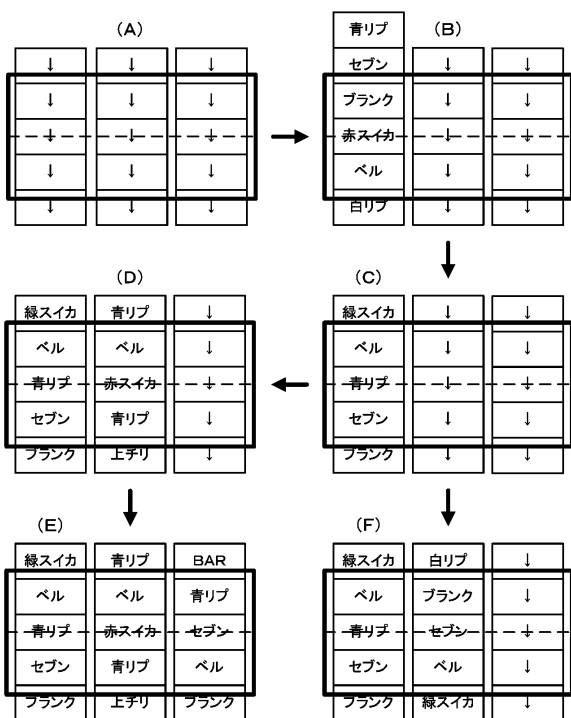 (A)
↓ ↓ ↓
↓ ↓ ↓
↓ ↓ ↓
↓ ↓ ↓
↓ ↓ ↓
(B)
青リプ
セブン ↓ ↓
ブランク ↓ ↓
赤スイカ ↓ ↓
ベル ↓ ↓
白リプ ↓ ↓
(D)
緑スイカ 青リプ ↓
ベル ベル ↓
青リプ 赤スイカ ↓
セブン 青リプ ↓
ブランク 上チリ ↓
(C)
緑スイカ ↓ ↓
ベル ↓ ↓
青リプ ↓ ↓
セブン ↓ ↓
ブランク ↓ ↓
(E)
緑スイカ 青リプ BAR
ベル ベル 青リプ
青リプ 赤スイカ セブン
セブン 青リプ ベル
ブランク 上チリ ブランク
(F)
緑スイカ 白リプ ↓
ベル ブランク ↓
青リプ セブン ↓
セブン ベル ↓
ブランク 緑スイカ ↓